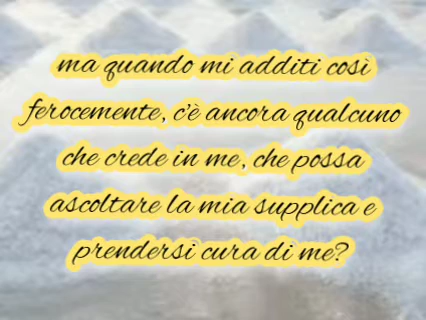 ma quando mi additi così
ferocemente, c'è ancora qualcuno
che crede in me, che possa
ascoltare la mia supplica e
prendersi cura di me?